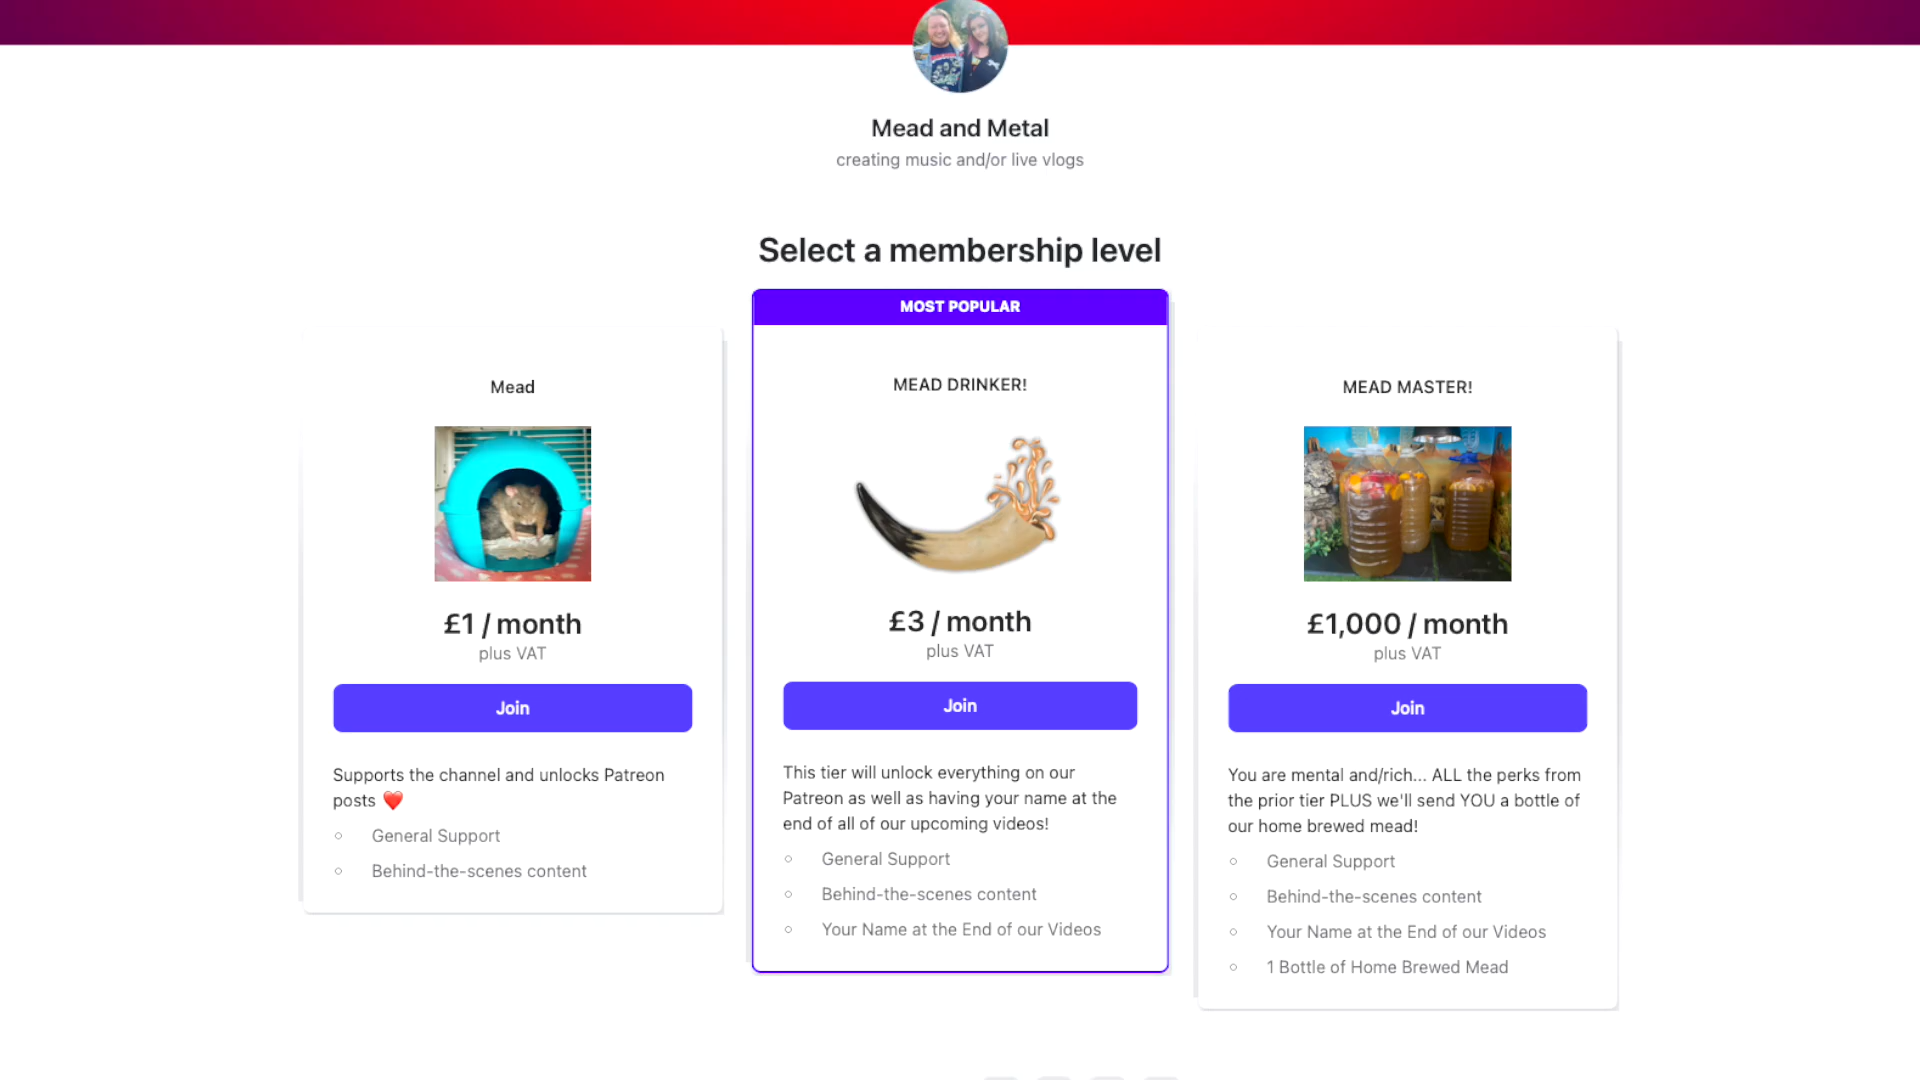 Mead and Metal
creating music and/or live vlogs
Select a membership level
Mead
£1 / month
plus VAT
Join
Supports the channel and unlocks Patreon
posts ❤️
○ General Support
○ Behind-the-scenes content
MOST POPULAR
MEAD DRINKER!
£3 / month
plus VAT
Join
This tier will unlock everything on our
Patreon as well as having your name at the
end of all of our upcoming videos!
○ General Support
○ Behind-the-scenes content
○ Your Name at the End of our Videos
MEAD MASTER!
£1,000 / month
plus VAT
Join
You are mental and/rich... ALL the perks from
the prior tier PLUS we'll send YOU a bottle of
our home brewed mead!
○ General Support
○ Behind-the-scenes content
○ Your Name at the End of our Videos
○ 1 Bottle of Home Brewed Mead